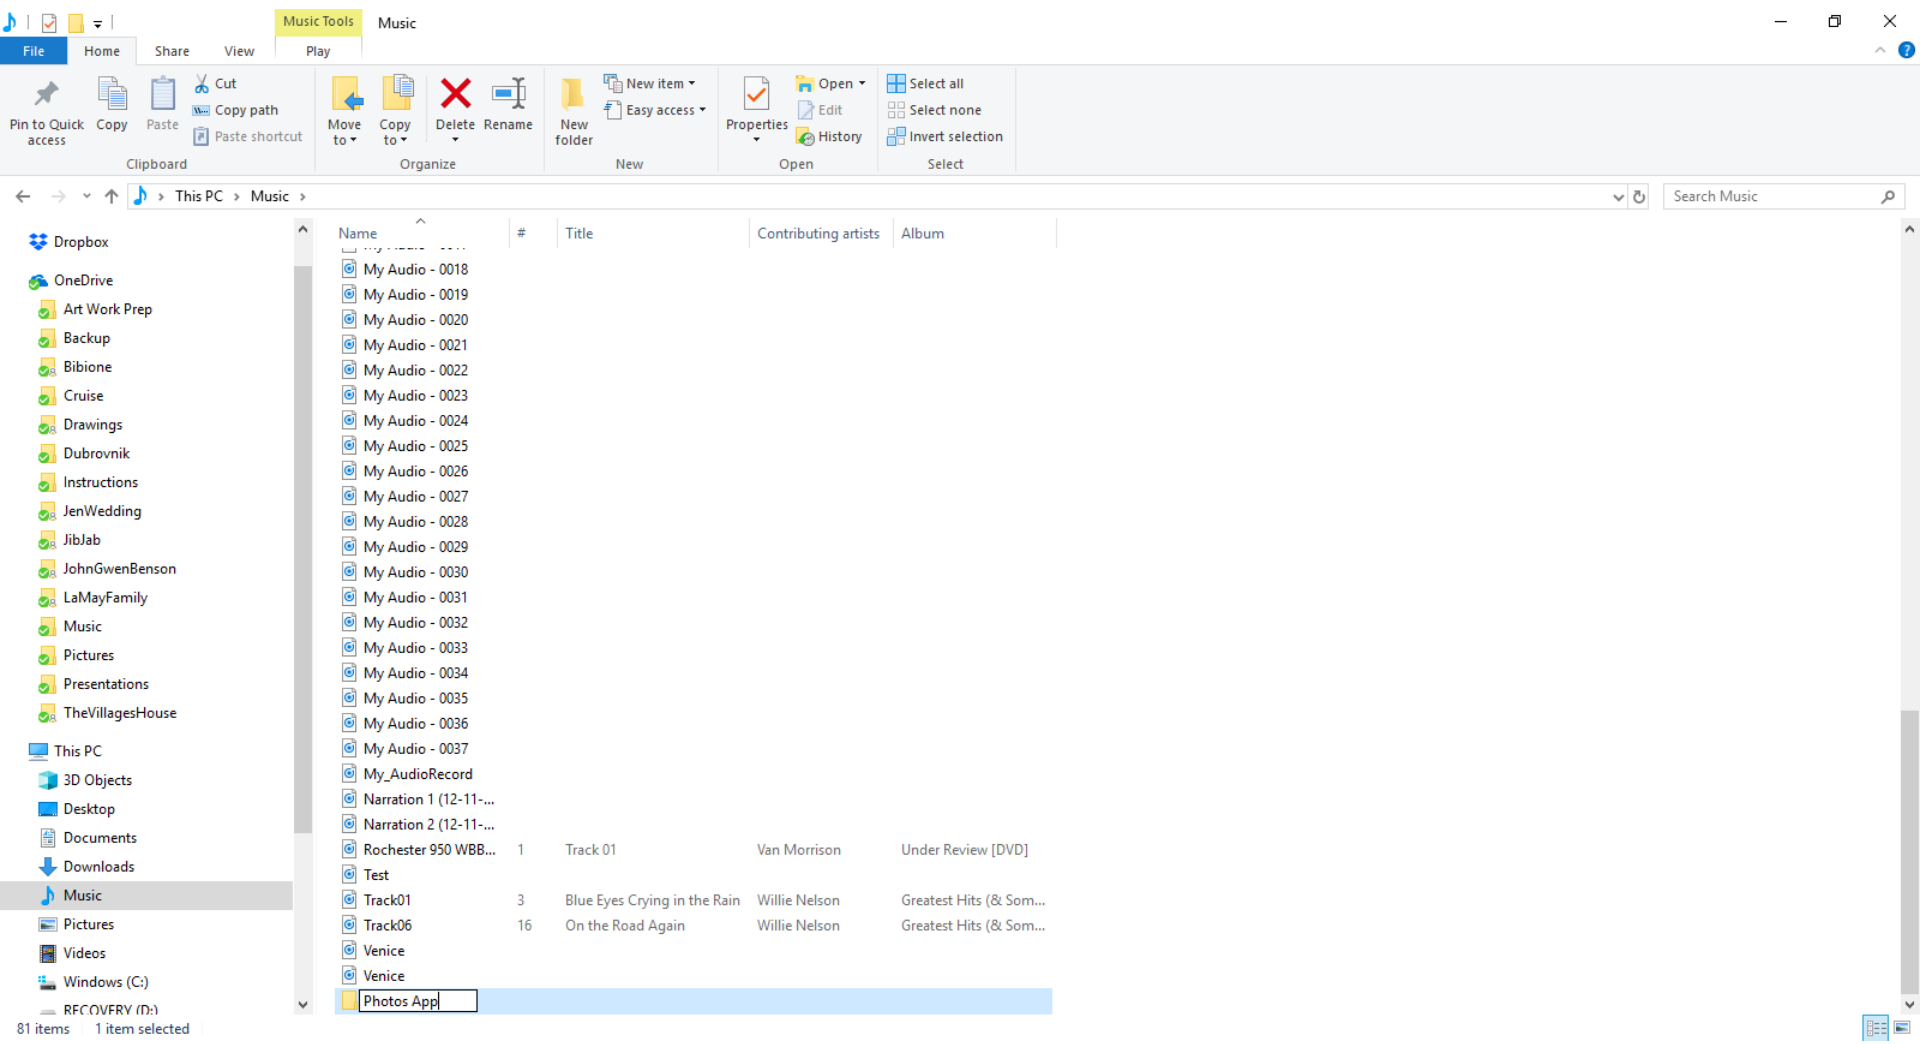 Music Tools
Music
File
Home
Share
View
Play
Pin to Quick access
Copy
Paste
Cut
Copy path
Paste shortcut
Clipboard
Move to
Copy to
Delete
Rename
Organize
New folder
New item
Easy access
New
Properties
Open
Edit
History
Open
Select all
Select none
Invert selection
Select
This PC > Music >
Search Music
Dropbox
OneDrive
Art Work Prep
Backup
Bibione
Cruise
Drawings
Dubrovnik
Instructions
JenWedding
JibJab
JohnGwenBenson
LaMayFamily
Music
Pictures
Presentations
TheVillagesHouse
This PC
3D Objects
Desktop
Documents
Downloads
Music
Pictures
Videos
Windows (C:)
RECOVERY (D:)
Name # Title Contributing artists Album
My Audio - 0018
My Audio - 0019
My Audio - 0020
My Audio - 0021
My Audio - 0022
My Audio - 0023
My Audio - 0024
My Audio - 0025
My Audio - 0026
My Audio - 0027
My Audio - 0028
My Audio - 0029
My Audio - 0030
My Audio - 0031
My Audio - 0032
My Audio - 0033
My Audio - 0034
My Audio - 0035
My Audio - 0036
My Audio - 0037
My_AudioRecord
Narration 1 (12-11-...
Narration 2 (12-11-...
Rochester 950 WBB... 1 Track 01 Van Morrison Under Review [DVD]
Test
Track01 3 Blue Eyes Crying in the Rain Willie Nelson Greatest Hits (& Som...
Track06 16 On the Road Again Willie Nelson Greatest Hits (& Som...
Venice
Venice
Photos App
81 items 1 item selected